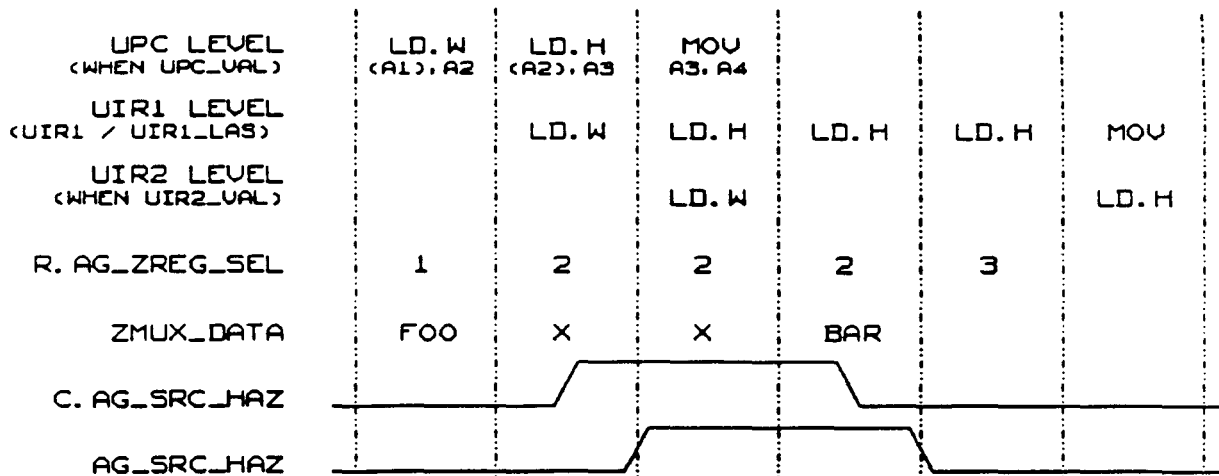 UPC LEVEL LD.W LD.H MOV
(WHEN UPC_VAL) (A1),A2 (A2),A3 A3,A4
UIR1 LEVEL
(UIR1 / UIR1_LAS) LD.W LD.H LD.H LD.H MOV
UIR2 LEVEL
(WHEN UIR2_VAL) LD.W LD.H
R.AG_ZREG_SEL 1 2 2 2 3
ZMUX_DATA FOO X X BAR
C.AG_SRC_HAZ
AG_SRC_HAZ